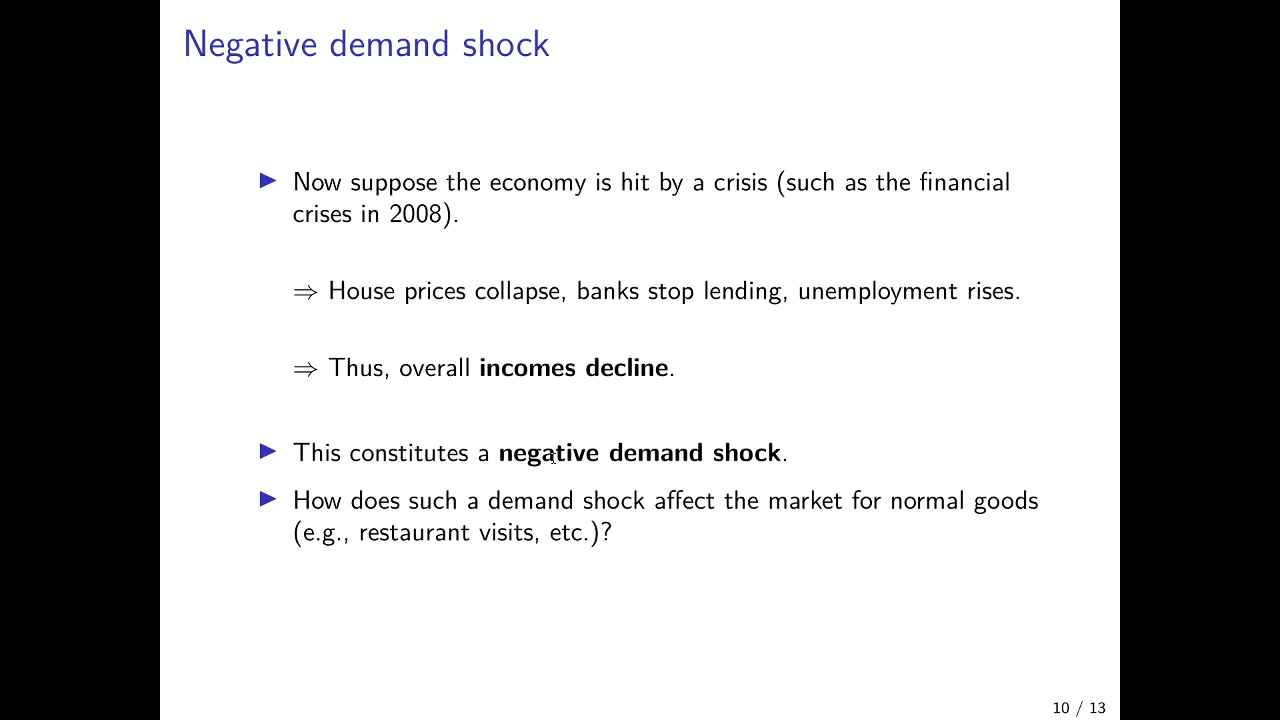 Negative demand shock
▶ Now suppose the economy is hit by a crisis (such as the financial
crises in 2008).
⇒ House prices collapse, banks stop lending, unemployment rises.
⇒ Thus, overall incomes decline.
▶ This constitutes a negative demand shock.
▶ How does such a demand shock affect the market for normal goods
(e.g., restaurant visits, etc.)?
10 / 13